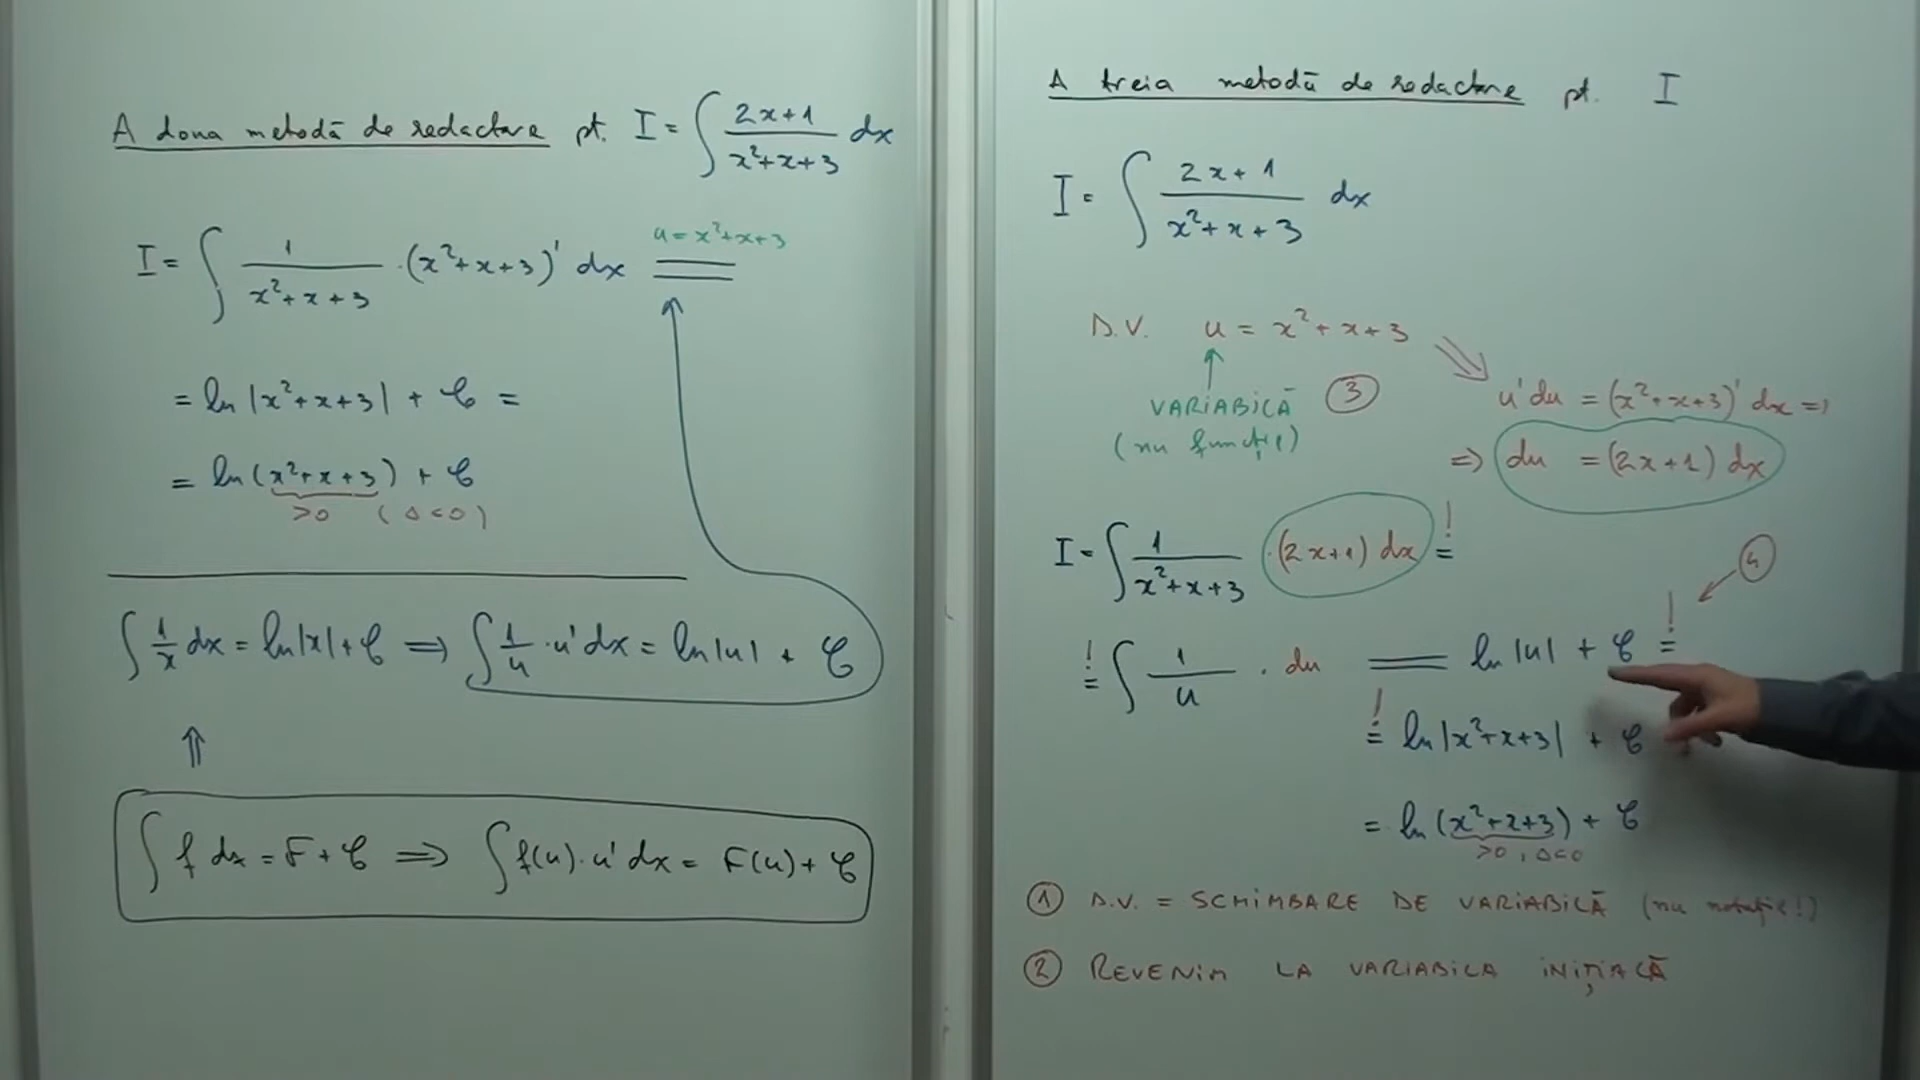 A doua metodă de redactare pt. I = ∫ (2x+1)/(x²+x+3) dx
I = ∫ 1/(x²+x+3) · (x²+x+3)' dx = u = x²+x+3
= ln |x²+x+3| + C =
= ln (x²+x+3) + C
>0 (Δ<0)
∫ 1/x dx = ln|x| + C ⟹ ∫ 1/u · u' dx = ln|u| + C
⇑
∫ f dx = F + C ⟹ ∫ f(u) · u' dx = F(u) + C
A treia metodă de redactare pt. I
I = ∫ (2x+1)/(x²+x+3) dx
S.V. u = x²+x+3
↑ VARIABILĂ (3)
(nu funcție)
u' du = (x²+x+3)' dx =>
=> du = (2x+1) dx
I = ∫ 1/(x²+x+3) · (2x+1) dx =!
(4)
=! ∫ 1/u · du = ln |u| + C =!
=! ln |x²+x+3| + C
= ln (x²+x+3) + C
>0, Δ<0
(1) S.V. = SCHIMBARE DE VARIABILĂ (nu notație!)
(2) REVENIM LA VARIABILA INIȚIALĂ